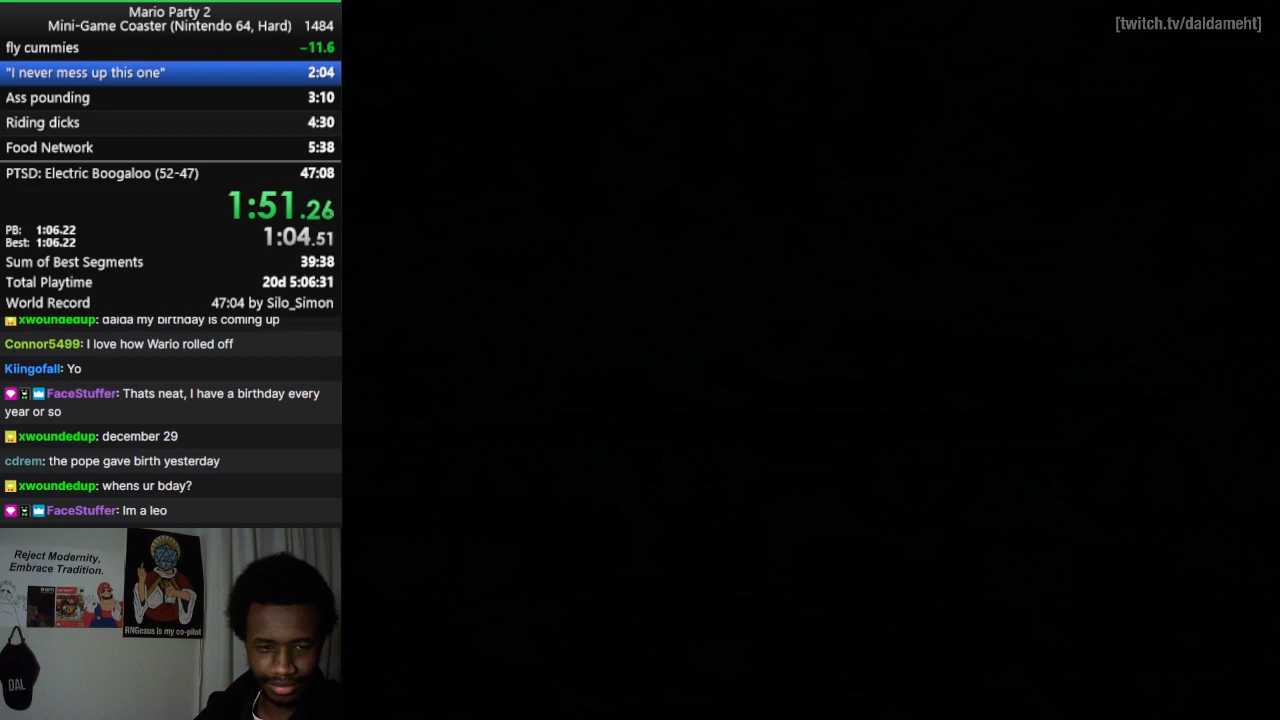 [twitch.tv/daldameht]
Mario Party 2
Mini-Game Coaster (Nintendo 64, Hard) 1484
fly cummies −11.6
"I never mess up this one" 2:04
Ass pounding 3:10
Riding dicks 4:30
Food Network 5:38
PTSD: Electric Boogaloo (52-47) 47:08
1:51.26
PB: 1:06.22
Best: 1:06.22
1:04.51
Sum of Best Segments 39:38
Total Playtime 20d 5:06:31
World Record 47:04 by Silo_Simon
xwoundedup: dalda my birthday is coming up
Connor5499: I love how Wario rolled off
Kiingofall: Yo
FaceStuffer: Thats neat, I have a birthday every
year or so
xwoundedup: december 29
cdrem: the pope gave birth yesterday
xwoundedup: whens ur bday?
FaceStuffer: Im a leo
Reject Modernity,
Embrace Tradition.
RNGesus is my co-pilot
DAL